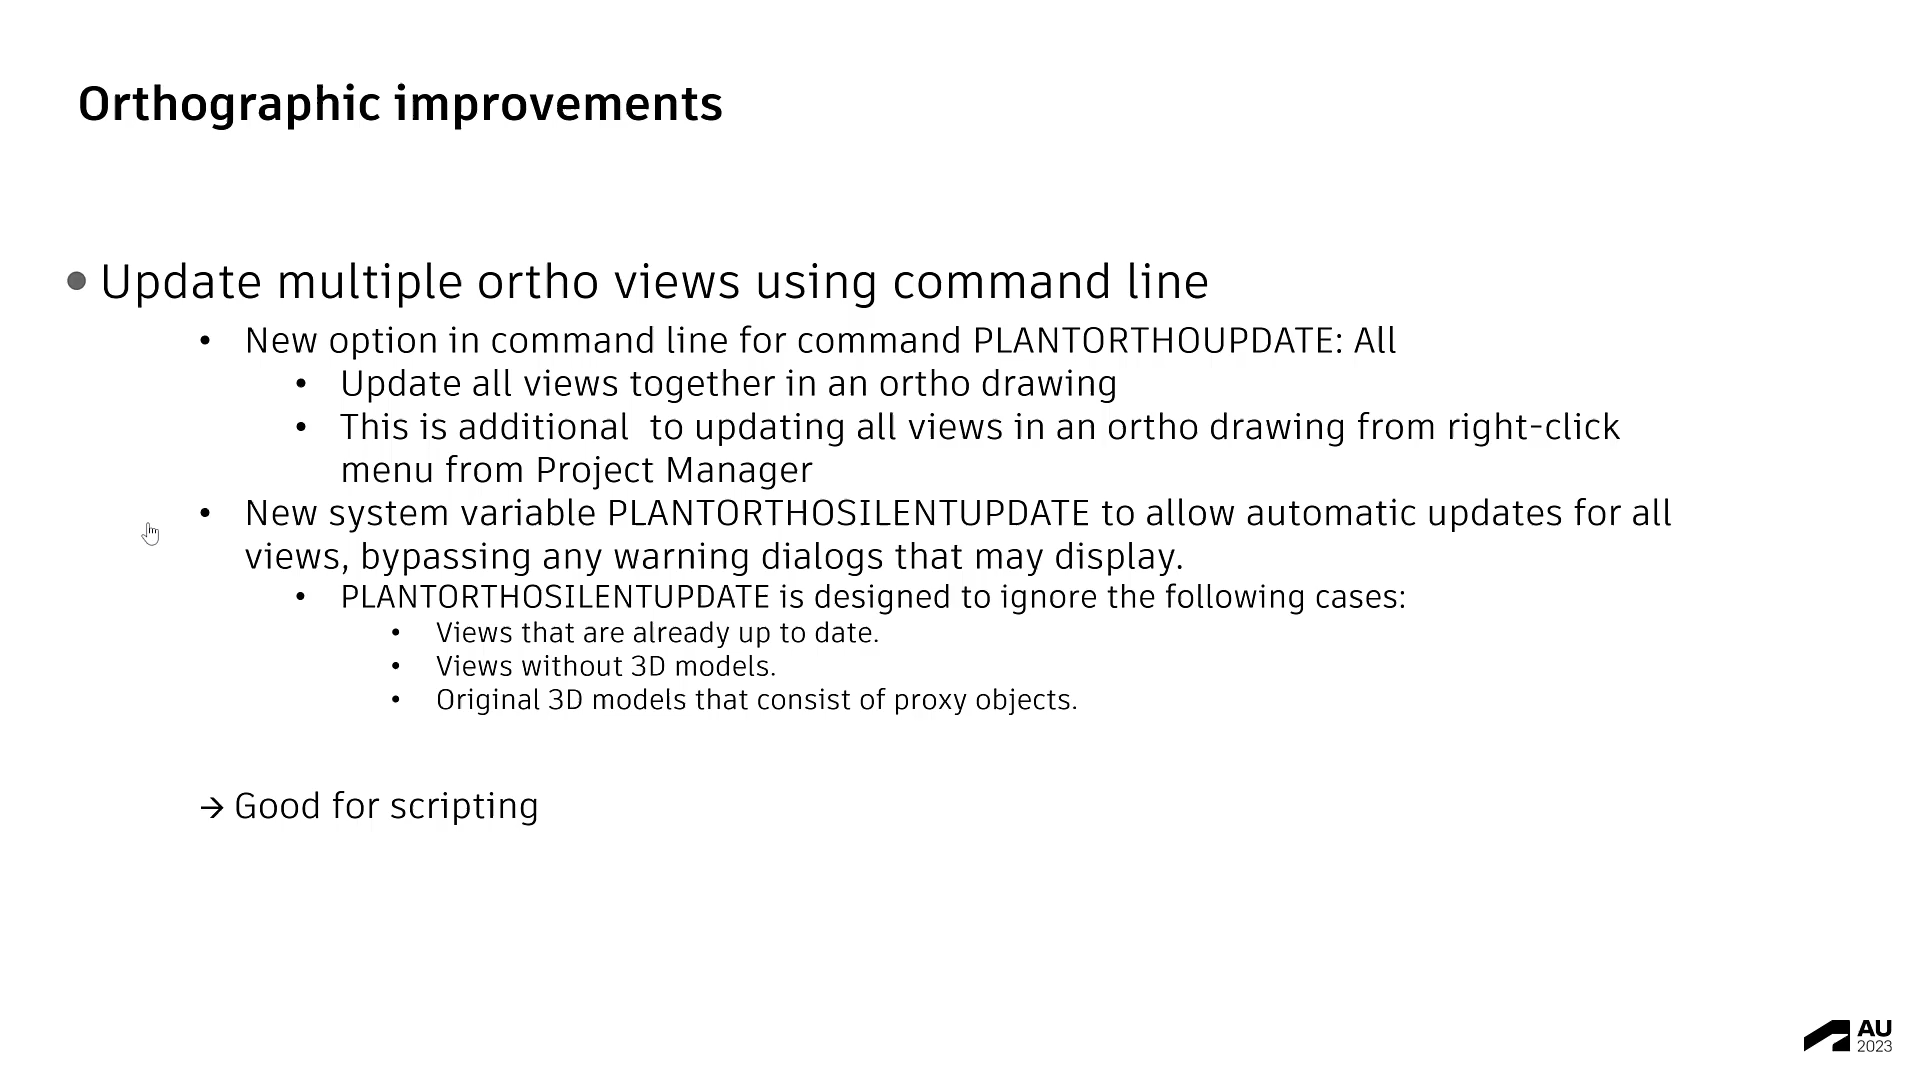 Orthographic improvements
• Update multiple ortho views using command line
• New option in command line for command PLANTORTHOUPDATE: All
• Update all views together in an ortho drawing
• This is additional  to updating all views in an ortho drawing from right-click
menu from Project Manager
• New system variable PLANTORTHOSILENTUPDATE to allow automatic updates for all
views, bypassing any warning dialogs that may display.
• PLANTORTHOSILENTUPDATE is designed to ignore the following cases:
• Views that are already up to date.
• Views without 3D models.
• Original 3D models that consist of proxy objects.
→ Good for scripting
AU
2023